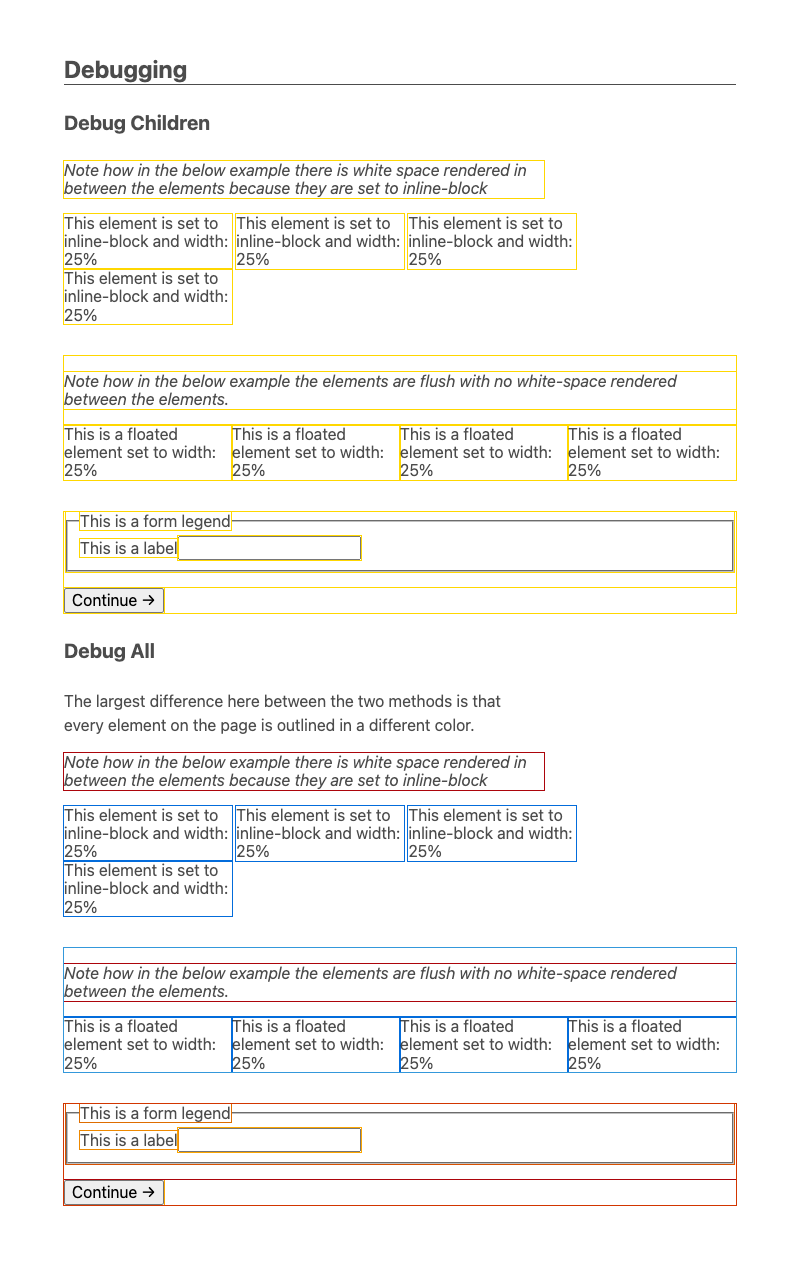 Debugging
Debug Children
Note how in the below example there is white space rendered in
between the elements because they are set to inline-block
This element is set to
inline-block and width:
25%
This element is set to
inline-block and width:
25%
This element is set to
inline-block and width:
25%
This element is set to
inline-block and width:
25%
Note how in the below example the elements are flush with no white-space rendered
between the elements.
This is a floated
element set to width:
25%
This is a floated
element set to width:
25%
This is a floated
element set to width:
25%
This is a floated
element set to width:
25%
This is a form legend
This is a label
Continue →
Debug All
The largest difference here between the two methods is that
every element on the page is outlined in a different color.
Note how in the below example there is white space rendered in
between the elements because they are set to inline-block
This element is set to
inline-block and width:
25%
This element is set to
inline-block and width:
25%
This element is set to
inline-block and width:
25%
This element is set to
inline-block and width:
25%
Note how in the below example the elements are flush with no white-space rendered
between the elements.
This is a floated
element set to width:
25%
This is a floated
element set to width:
25%
This is a floated
element set to width:
25%
This is a floated
element set to width:
25%
This is a form legend
This is a label
Continue →